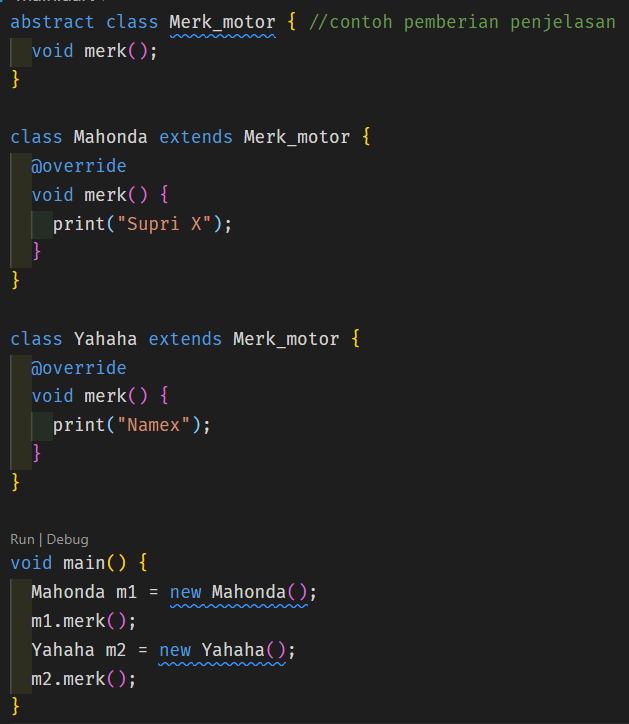 abstract class Merk_motor { //contoh pemberian penjelasan
void merk();
}
class Mahonda extends Merk_motor {
@override
void merk() {
print("Supri X");
}
}
class Yahaha extends Merk_motor {
@override
void merk() {
print("Namex");
}
}
Run | Debug
void main() {
Mahonda m1 = new Mahonda();
m1.merk();
Yahaha m2 = new Yahaha();
m2.merk();
}